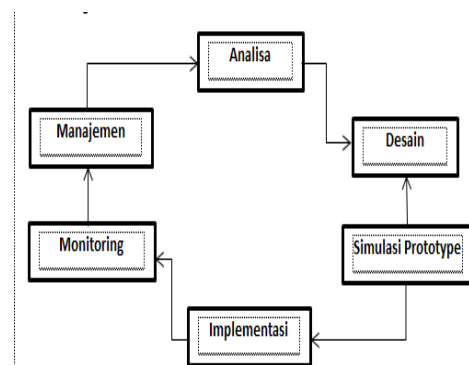 Analisa
Manajemen
Desain
Monitoring
Simulasi Prototype
Implementasi